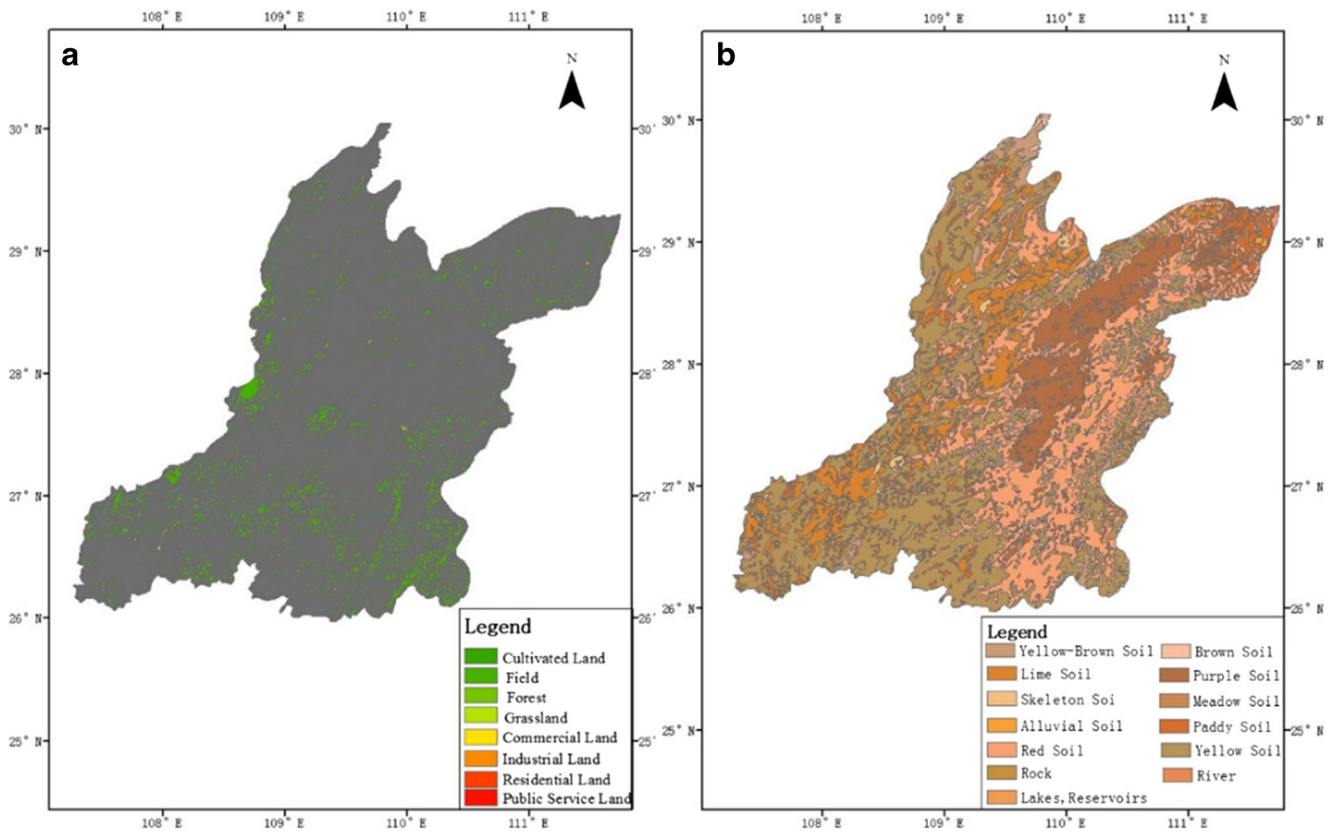 108° E 109° E 110° E 111° E
a
N
30° N
29° N
28° N
27° N
26° N
25° N
30'
29'
28'
27'
26'
25'
Legend
Cultivated Land
Field
Forest
Grassland
Commercial Land
Industrial Land
Residential Land
Public Service Land
108° E 109° E 110° E 111° E
108° E 109° E 110° E 111° E
b
N
30° N
29° N
28° N
27° N
26° N
25° N
30° N
29° N
28° N
27° N
26° N
25° N
Legend
Yellow-Brown Soil
Lime Soil
Skeleton Soi
Alluvial Soil
Red Soil
Rock
Lakes,Reservoirs
Brown Soil
Purple Soil
Meadow Soil
Paddy Soil
Yellow Soil
River
108° E 109° E 110° E 111° E